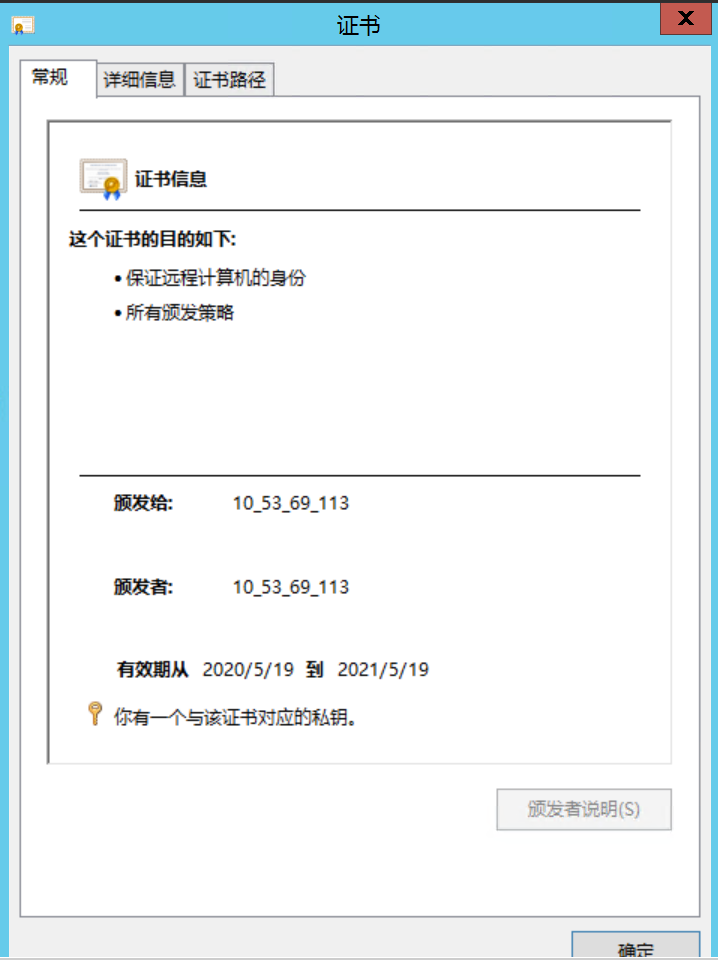 证书
X
常规 详细信息 证书路径
证书信息
这个证书的目的如下:
• 保证远程计算机的身份
• 所有颁发策略
颁发给: 10_53_69_113
颁发者: 10_53_69_113
有效期从 2020/5/19 到 2021/5/19
你有一个与该证书对应的私钥。
颁发者说明(S)
确定